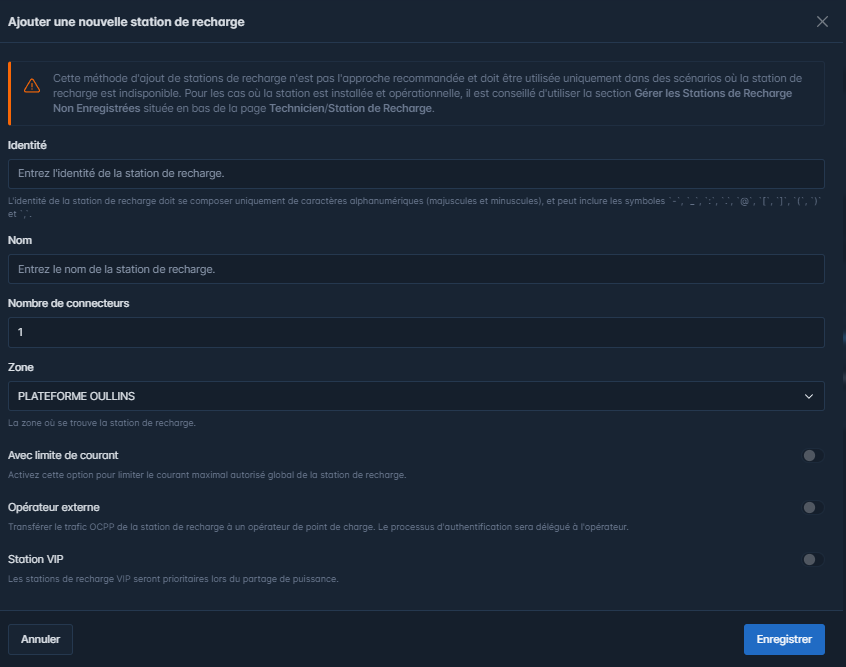 Ajouter une nouvelle station de recharge
Cette méthode d'ajout de stations de recharge n'est pas l'approche recommandée et doit être utilisée uniquement dans des scénarios où la station de
recharge est indisponible. Pour les cas où la station est installée et opérationnelle, il est conseillé d'utiliser la section Gérer les Stations de Recharge
Non Enregistrées située en bas de la page Technicien/Station de Recharge.
Identité
Entrez l'identité de la station de recharge.
L'identité de la station de recharge doit se composer uniquement de caractères alphanumériques (majuscules et minuscules), et peut inclure les symboles `-`, `_`, `:`, `.`, `@`, `[`, `]`, `(`, `)`
et `,`.
Nom
Entrez le nom de la station de recharge.
Nombre de connecteurs
1
Zone
PLATEFORME OULLINS
La zone où se trouve la station de recharge.
Avec limite de courant
Activez cette option pour limiter le courant maximal autorisé global de la station de recharge.
Opérateur externe
Transférer le trafic OCPP de la station de recharge à un opérateur de point de charge. Le processus d'authentification sera délégué à l'opérateur.
Station VIP
Les stations de recharge VIP seront prioritaires lors du partage de puissance.
Annuler
Enregistrer